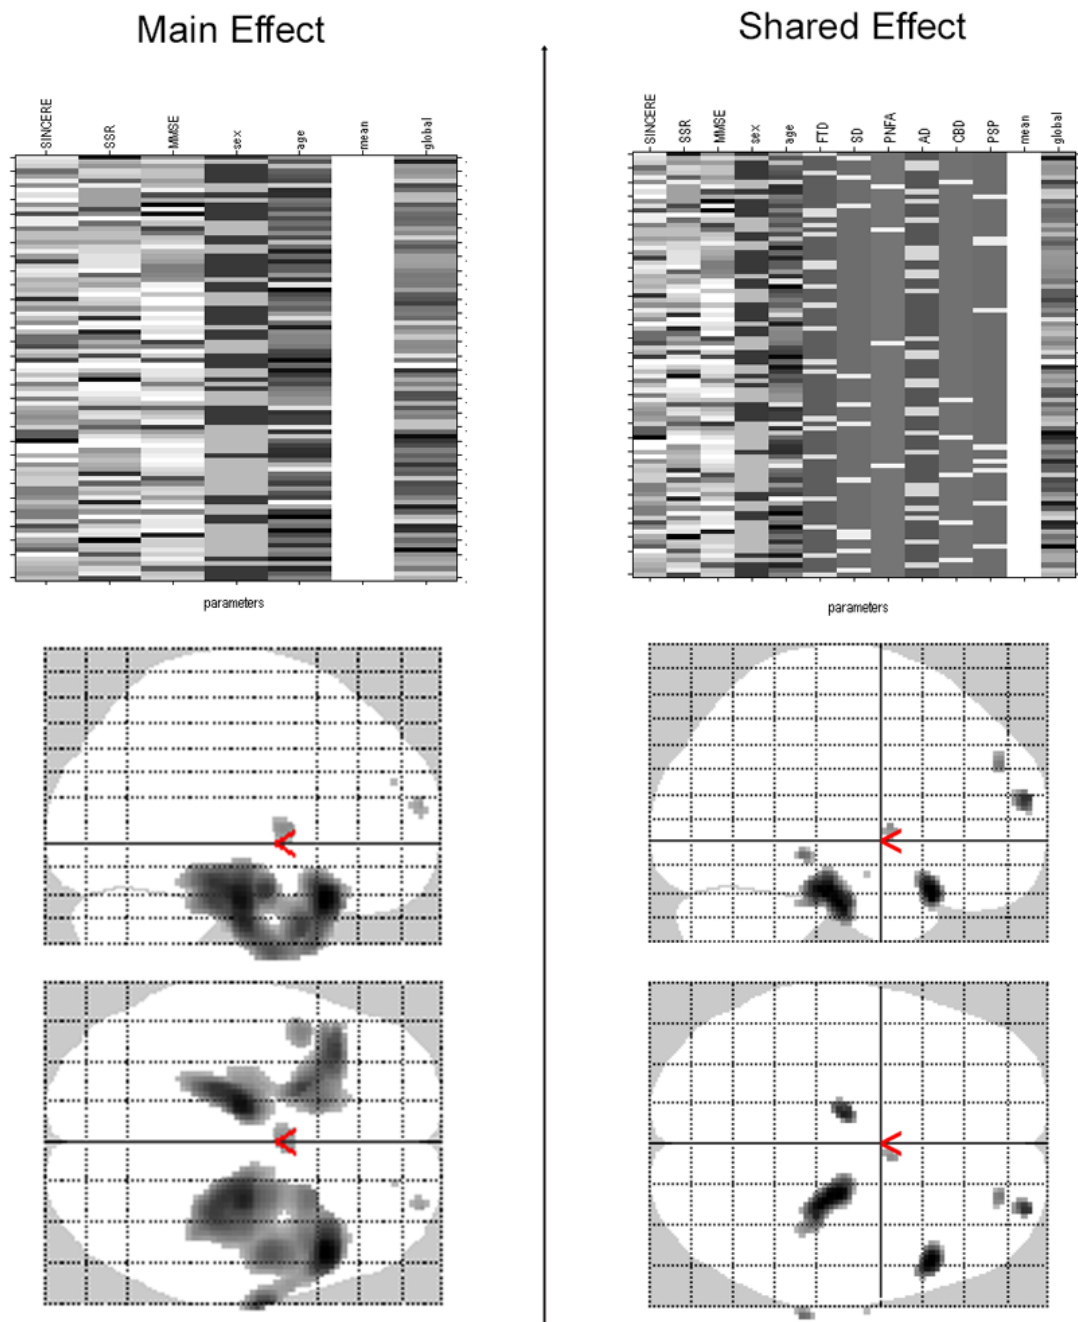 Main Effect
Shared Effect
SINCERE
SSR
MMSE
sex
age
mean
global
SINCERE
SSR
MMSE
sex
age
FTD
SD
PNFA
AD
CBD
PSP
mean
global
parameters
parameters